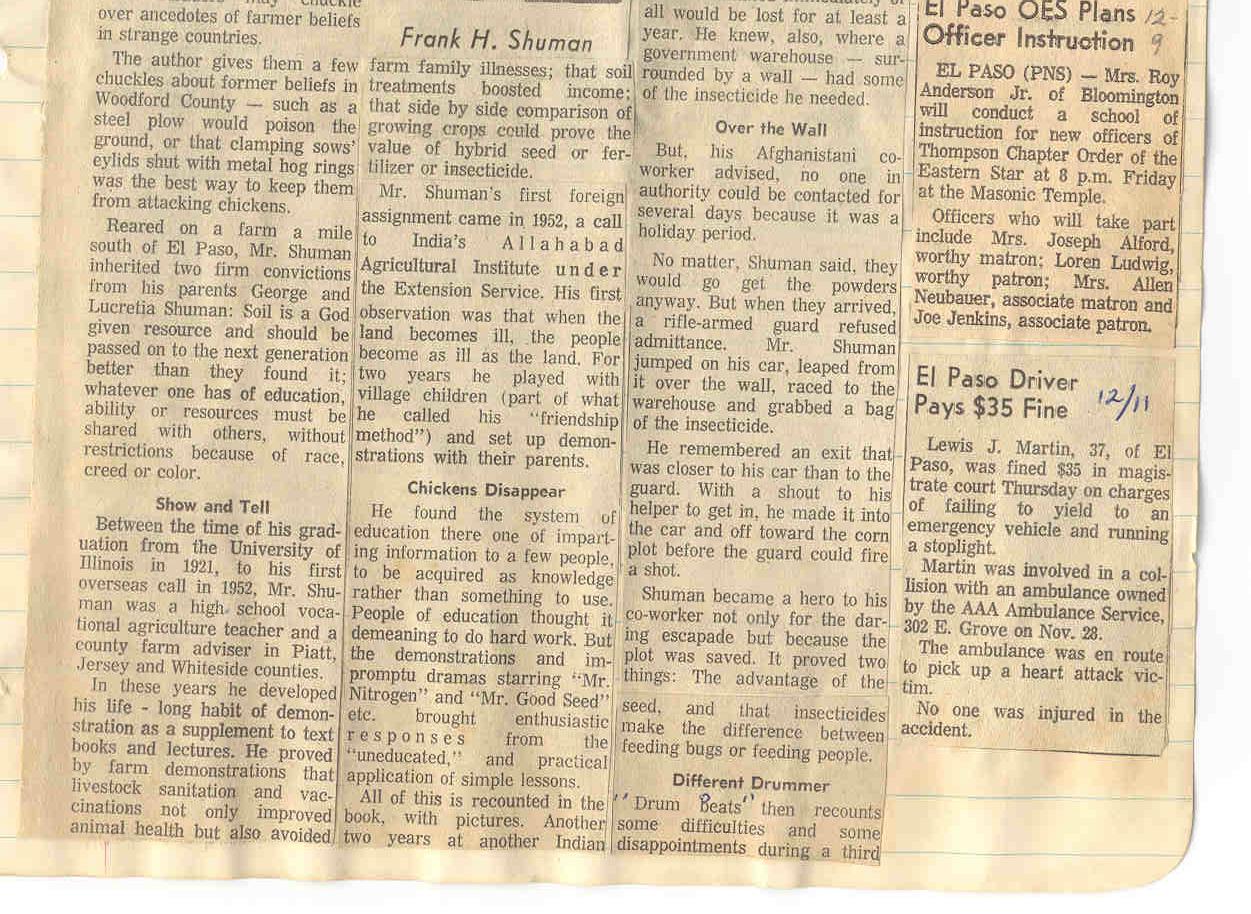 over ancedotes of farmer beliefs
in strange countries.
The author gives them a few
chuckles about former beliefs in
Woodford County — such as a
steel plow would poison the
ground, or that clamping sows'
eylids shut with metal hog rings
was the best way to keep them
from attacking chickens.
Reared on a farm a mile
south of El Paso, Mr. Shuman
inherited two firm convictions
from his parents George and
Lucretia Shuman: Soil is a God
given resource and should be
passed on to the next generation
better than they found it;
whatever one has of education,
ability or resources must be
shared with others, without
restrictions because of race,
creed or color.
Show and Tell
Between the time of his grad-
uation from the University of
Illinois in 1921, to his first
overseas call in 1952, Mr. Shu-
man was a high school voca-
tional agriculture teacher and a
county farm adviser in Piatt,
Jersey and Whiteside counties.
In these years he developed
his life - long habit of demon-
stration as a supplement to text
books and lectures. He proved
by farm demonstrations that
livestock sanitation and vac-
cinations not only improved
animal health but also avoided
Frank H. Shuman
farm family illnesses; that soil
treatments boosted income;
that side by side comparison of
growing crops could prove the
value of hybrid seed or fer-
tilizer or insecticide.
Mr. Shuman's first foreign
assignment came in 1952, a call
to India's Allahabad
Agricultural Institute under
the Extension Service. His first
observation was that when the
land becomes ill, the people
become as ill as the land. For
two years he played with
village children (part of what
he called his "friendship
method") and set up demon-
strations with their parents.
Chickens Disappear
He found the system of
education there one of impart-
ing information to a few people,
to be acquired as knowledge
rather than something to use.
People of education thought it
demeaning to do hard work. But
the demonstrations and im-
promptu dramas starring "Mr.
Nitrogen" and "Mr. Good Seed"
etc. brought enthusiastic
responses from the
"uneducated," and practical
application of simple lessons.
All of this is recounted in the
book, with pictures. Another
two years at another Indian
all would be lost for at least a
year. He knew, also, where a
government warehouse — sur-
rounded by a wall — had some
of the insecticide he needed.
Over the Wall
But, his Afghanistani co-
worker advised, no one in
authority could be contacted for
several days because it was a
holiday period.
No matter, Shuman said, they
would go get the powders
anyway. But when they arrived,
a rifle-armed guard refused
admittance. Mr. Shuman
jumped on his car, leaped from
it over the wall, raced to the
warehouse and grabbed a bag
of the insecticide.
He remembered an exit that
was closer to his car than to the
guard. With a shout to his
helper to get in, he made it into
the car and off toward the corn
plot before the guard could fire
a shot.
Shuman became a hero to his
co-worker not only for the dar-
ing escapade but because the
plot was saved. It proved two
things: The advantage of the
seed, and that insecticides
make the difference between
feeding bugs or feeding people.
Different Drummer
"Drum Beats" then recounts
some difficulties and some
disappointments during a third
El Paso OES Plans 12-
Officer Instruction 9
EL PASO (PNS) — Mrs. Roy
Anderson Jr. of Bloomington
will conduct a school of
instruction for new officers of
Thompson Chapter Order of the
Eastern Star at 8 p.m. Friday
at the Masonic Temple.
Officers who will take part
include Mrs. Joseph Alford,
worthy matron; Loren Ludwig,
worthy patron; Mrs. Allen
Neubauer, associate matron and
Joe Jenkins, associate patron.
El Paso Driver
Pays $35 Fine 12/11
Lewis J. Martin, 37, of El
Paso, was fined $35 in magis-
trate court Thursday on charges
of failing to yield to an
emergency vehicle and running
a stoplight.
Martin was involved in a col-
lision with an ambulance owned
by the AAA Ambulance Service,
302 E. Grove on Nov. 28.
The ambulance was en route
to pick up a heart attack vic-
tim.
No one was injured in the
accident.